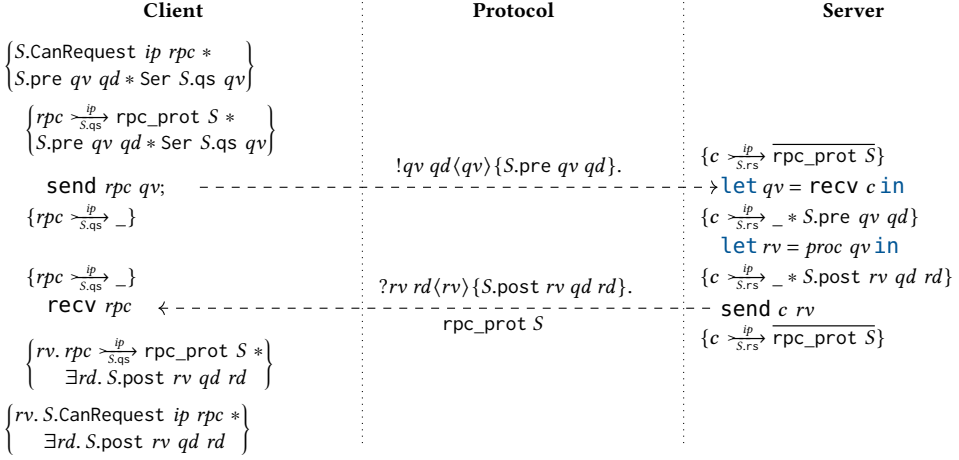 Client Protocol Server
{S.CanRequest ip rpc ∗
S.pre qv qd ∗ Ser S.qs qv}
{rpc ↣^{ip}_{S.qs} rpc_prot S ∗
S.pre qv qd ∗ Ser S.qs qv}
!qv qd⟨qv⟩{S.pre qv qd}.
{c ↣^{ip}_{S.rs} \overline{rpc_prot S}}
send rpc qv;
let qv = recv c in
{rpc ↣^{ip}_{S.qs} _}
{c ↣^{ip}_{S.rs} _ ∗ S.pre qv qd}
let rv = proc qv in
{rpc ↣^{ip}_{S.qs} _}
?rv rd⟨rv⟩{S.post rv qd rd}.
{c ↣^{ip}_{S.rs} _ ∗ S.post rv qd rd}
recv rpc
send c rv
rpc_prot S
{c ↣^{ip}_{S.rs} \overline{rpc_prot S}}
{rv. rpc ↣^{ip}_{S.qs} rpc_prot S ∗
∃rd. S.post rv qd rd}
{rv. S.CanRequest ip rpc ∗
∃rd. S.post rv qd rd}